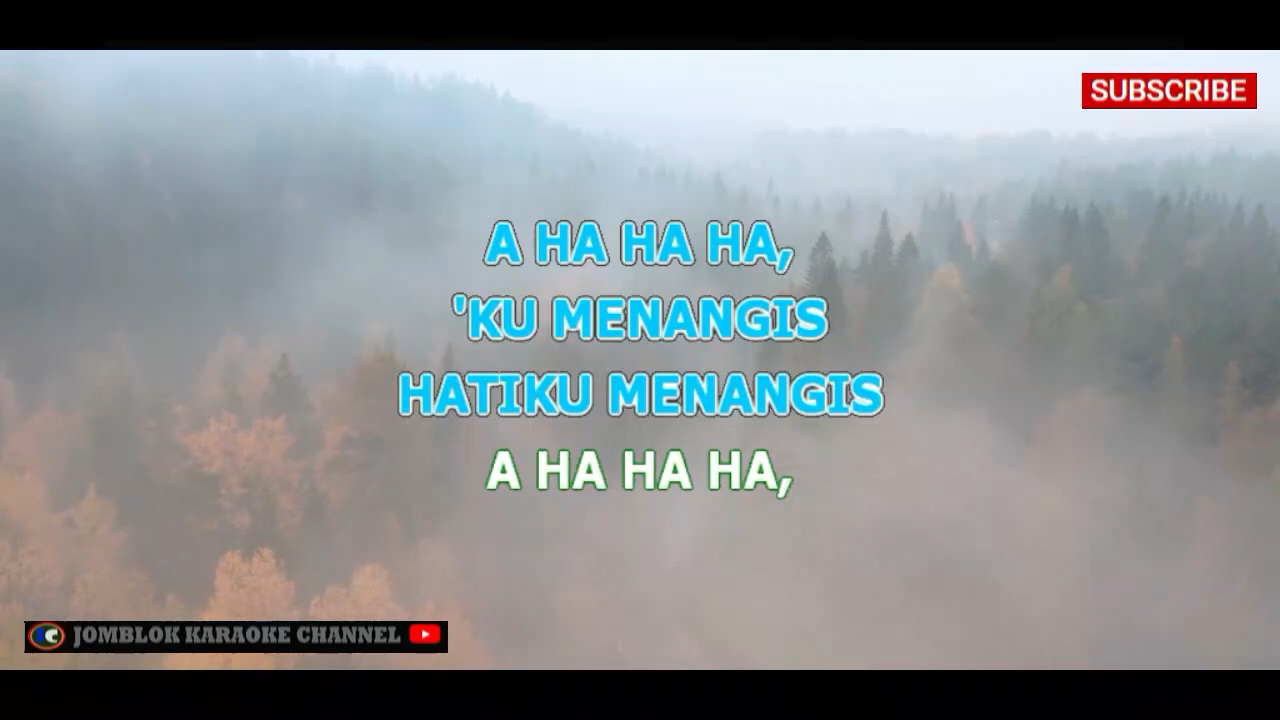 SUBSCRIBE
A HA HA HA,
'KU MENANGIS
HATIKU MENANGIS
A HA HA HA,
JOMBLOK KARAOKE CHANNEL